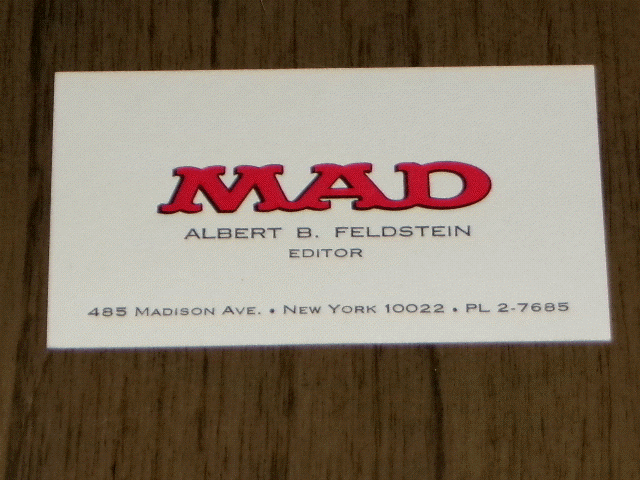 MAD
ALBERT B. FELDSTEIN
EDITOR
485 MADISON AVE. • NEW YORK 10022 • PL 2-7685